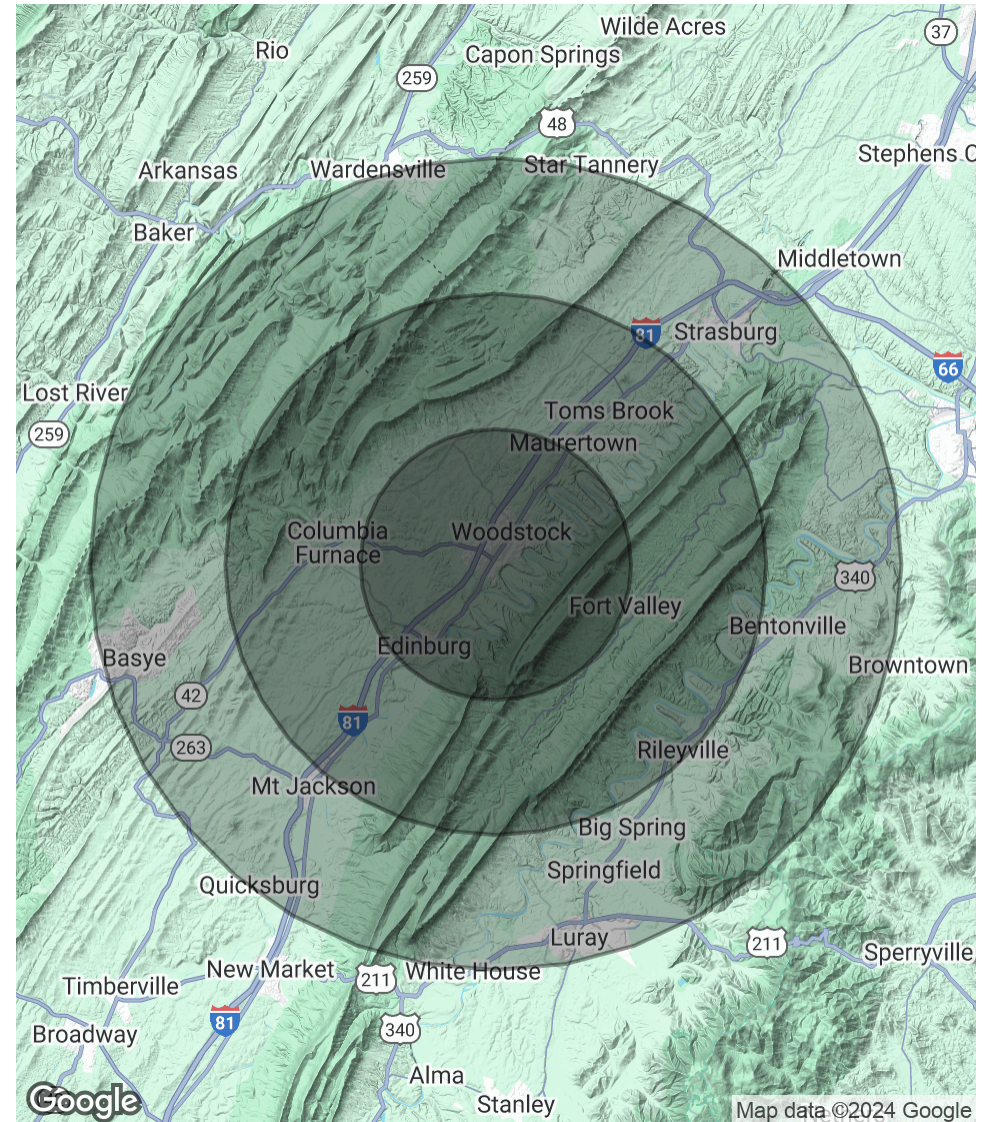 Wilde Acres
37
Rio
Capon Springs
259
48
Stephens C
Arkansas
Wardensville
Star Tannery
Baker
Middletown
81
Strasburg
66
Lost River
259
Toms Brook
Maurertown
Columbia
Furnace
Woodstock
340
Fort Valley
Bentonville
Edinburg
Basye
Browntown
42
81
263
Rileyville
Mt Jackson
Big Spring
Springfield
Quicksburg
Luray
211
Sperryville
New Market
211
White House
Timberville
81
340
Broadway
Alma
Stanley
Google
Map data ©2024 Google